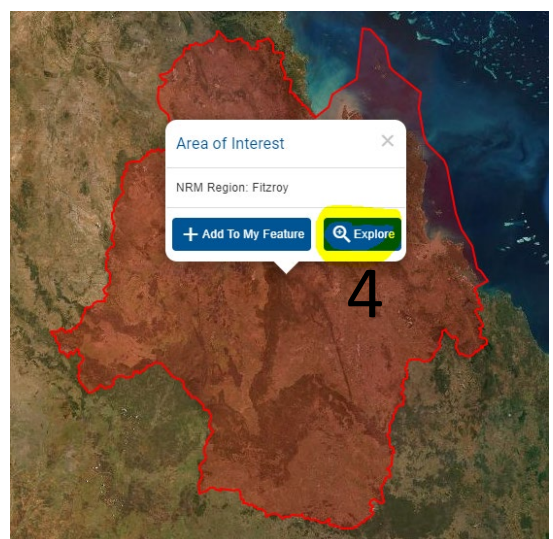 Area of Interest
NRM Region: Fitzroy
Add To My Feature
Explore
4